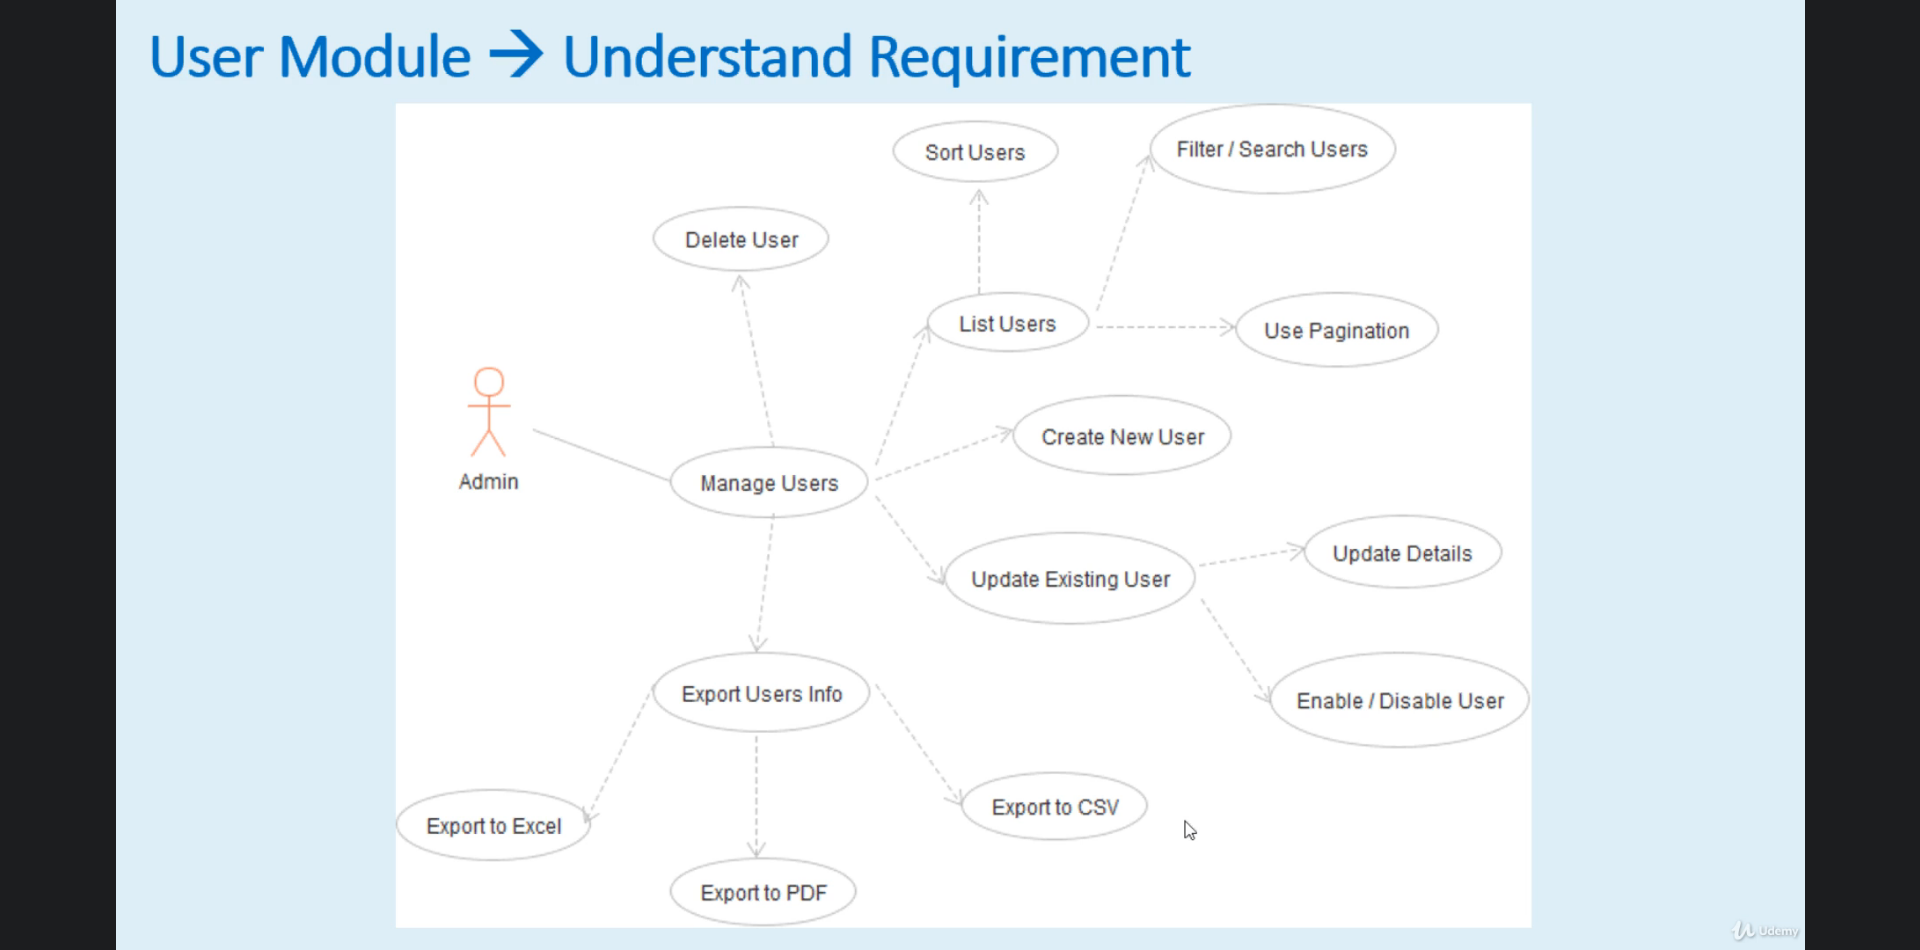 User Module → Understand Requirement
Sort Users
Filter / Search Users
Delete User
List Users
Use Pagination
Create New User
Admin
Manage Users
Update Details
Update Existing User
Export Users Info
Enable / Disable User
Export to CSV
Export to Excel
Export to PDF
Udemy